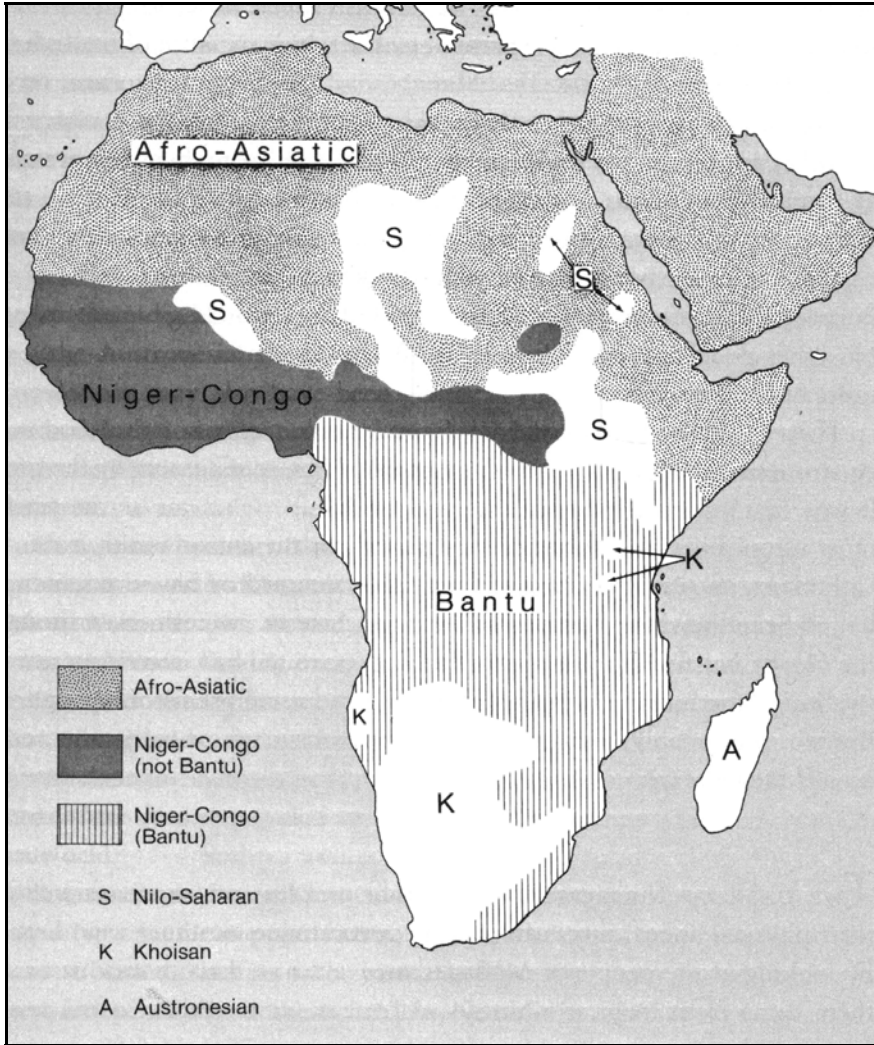 Afro-Asiatic
S
S
S
Niger-Congo
S
K
Bantu
K
A
K
Afro-Asiatic
Niger-Congo
(not Bantu)
Niger-Congo
(Bantu)
S Nilo-Saharan
K Khoisan
A Austronesian